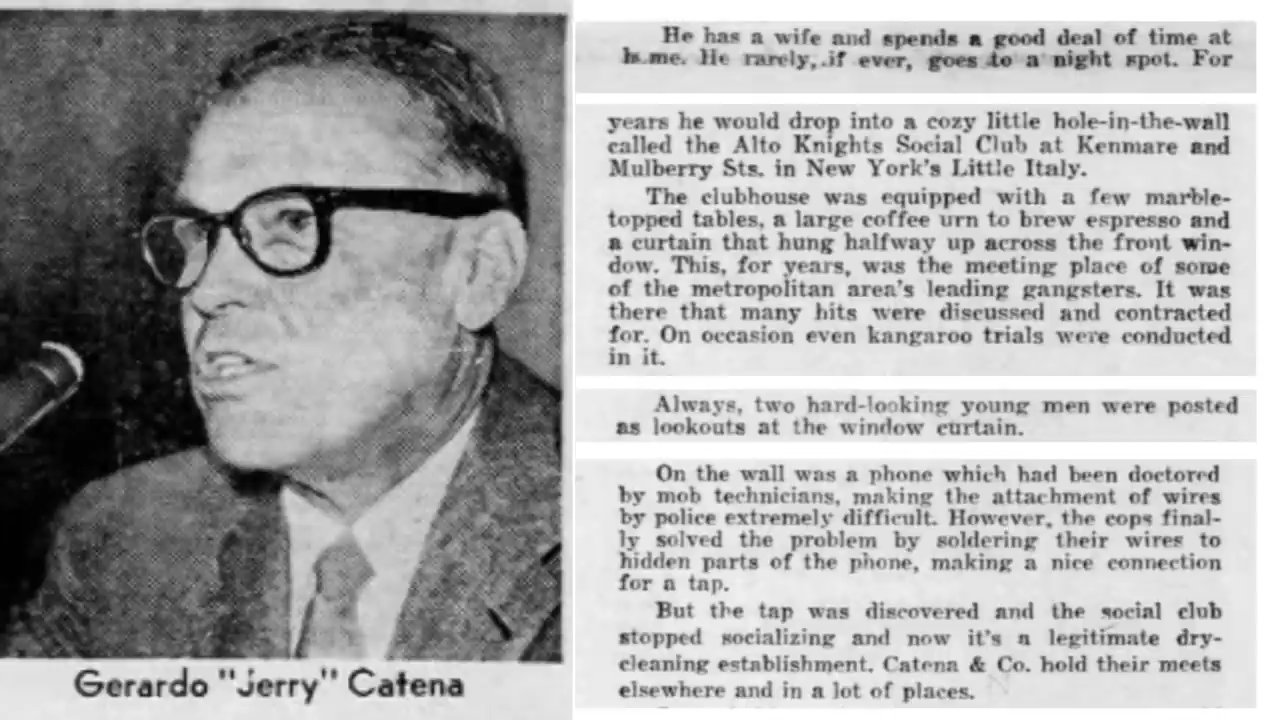 He has a wife and spends a good deal of time at
home. He rarely, if ever, goes to a night spot. For
years he would drop into a cozy little hole-in-the-wall
called the Alto Knights Social Club at Kenmare and
Mulberry Sts. in New York's Little Italy.
The clubhouse was equipped with a few marble-
topped tables, a large coffee urn to brew espresso and
a curtain that hung halfway up across the front win-
dow. This, for years, was the meeting place of some
of the metropolitan area's leading gangsters. It was
there that many hits were discussed and contracted
for. On occasion even kangaroo trials were conducted
in it.
Always, two hard-looking young men were posted
as lookouts at the window curtain.
On the wall was a phone which had been doctored
by mob technicians, making the attachment of wires
by police extremely difficult. However, the cops final-
ly solved the problem by soldering their wires to
hidden parts of the phone, making a nice connection
for a tap.
But the tap was discovered and the social club
stopped socializing and now it's a legitimate dry-
cleaning establishment. Catena & Co. hold their meets
elsewhere and in a lot of places.
Gerardo "Jerry" Catena